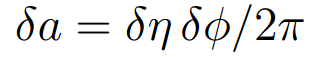 δa = δη δϕ/2π